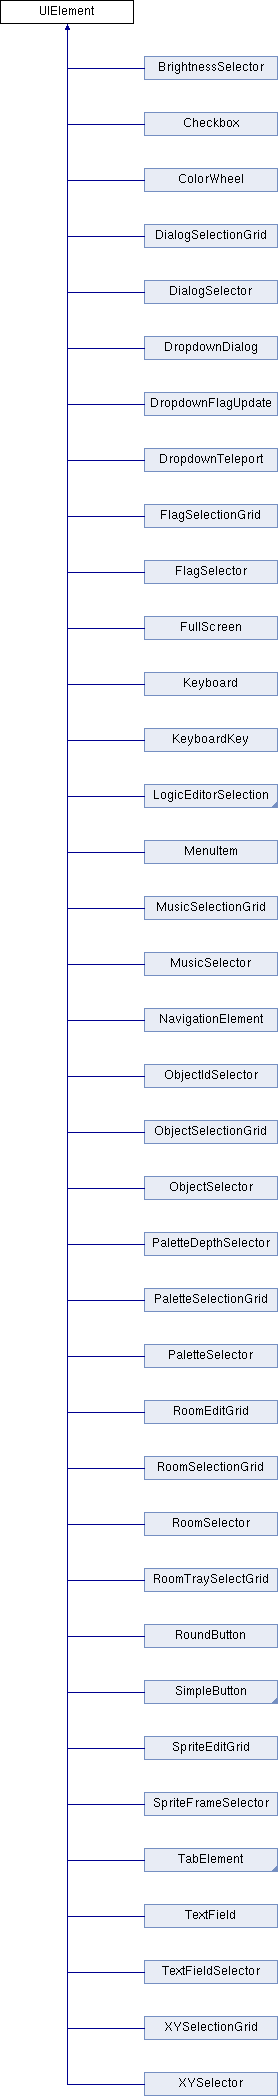 UIElement
BrightnessSelector
Checkbox
ColorWheel
DialogSelectionGrid
DialogSelector
DropdownDialog
DropdownFlagUpdate
DropdownTeleport
FlagSelectionGrid
FlagSelector
FullScreen
Keyboard
KeyboardKey
LogicEditorSelection
MenuItem
MusicSelectionGrid
MusicSelector
NavigationElement
ObjectIdSelector
ObjectSelectionGrid
ObjectSelector
PaletteDepthSelector
PaletteSelectionGrid
PaletteSelector
RoomEditGrid
RoomSelectionGrid
RoomSelector
RoomTraySelectGrid
RoundButton
SimpleButton
SpriteEditGrid
SpriteFrameSelector
TabElement
TextField
TextFieldSelector
XYSelectionGrid
XYSelector